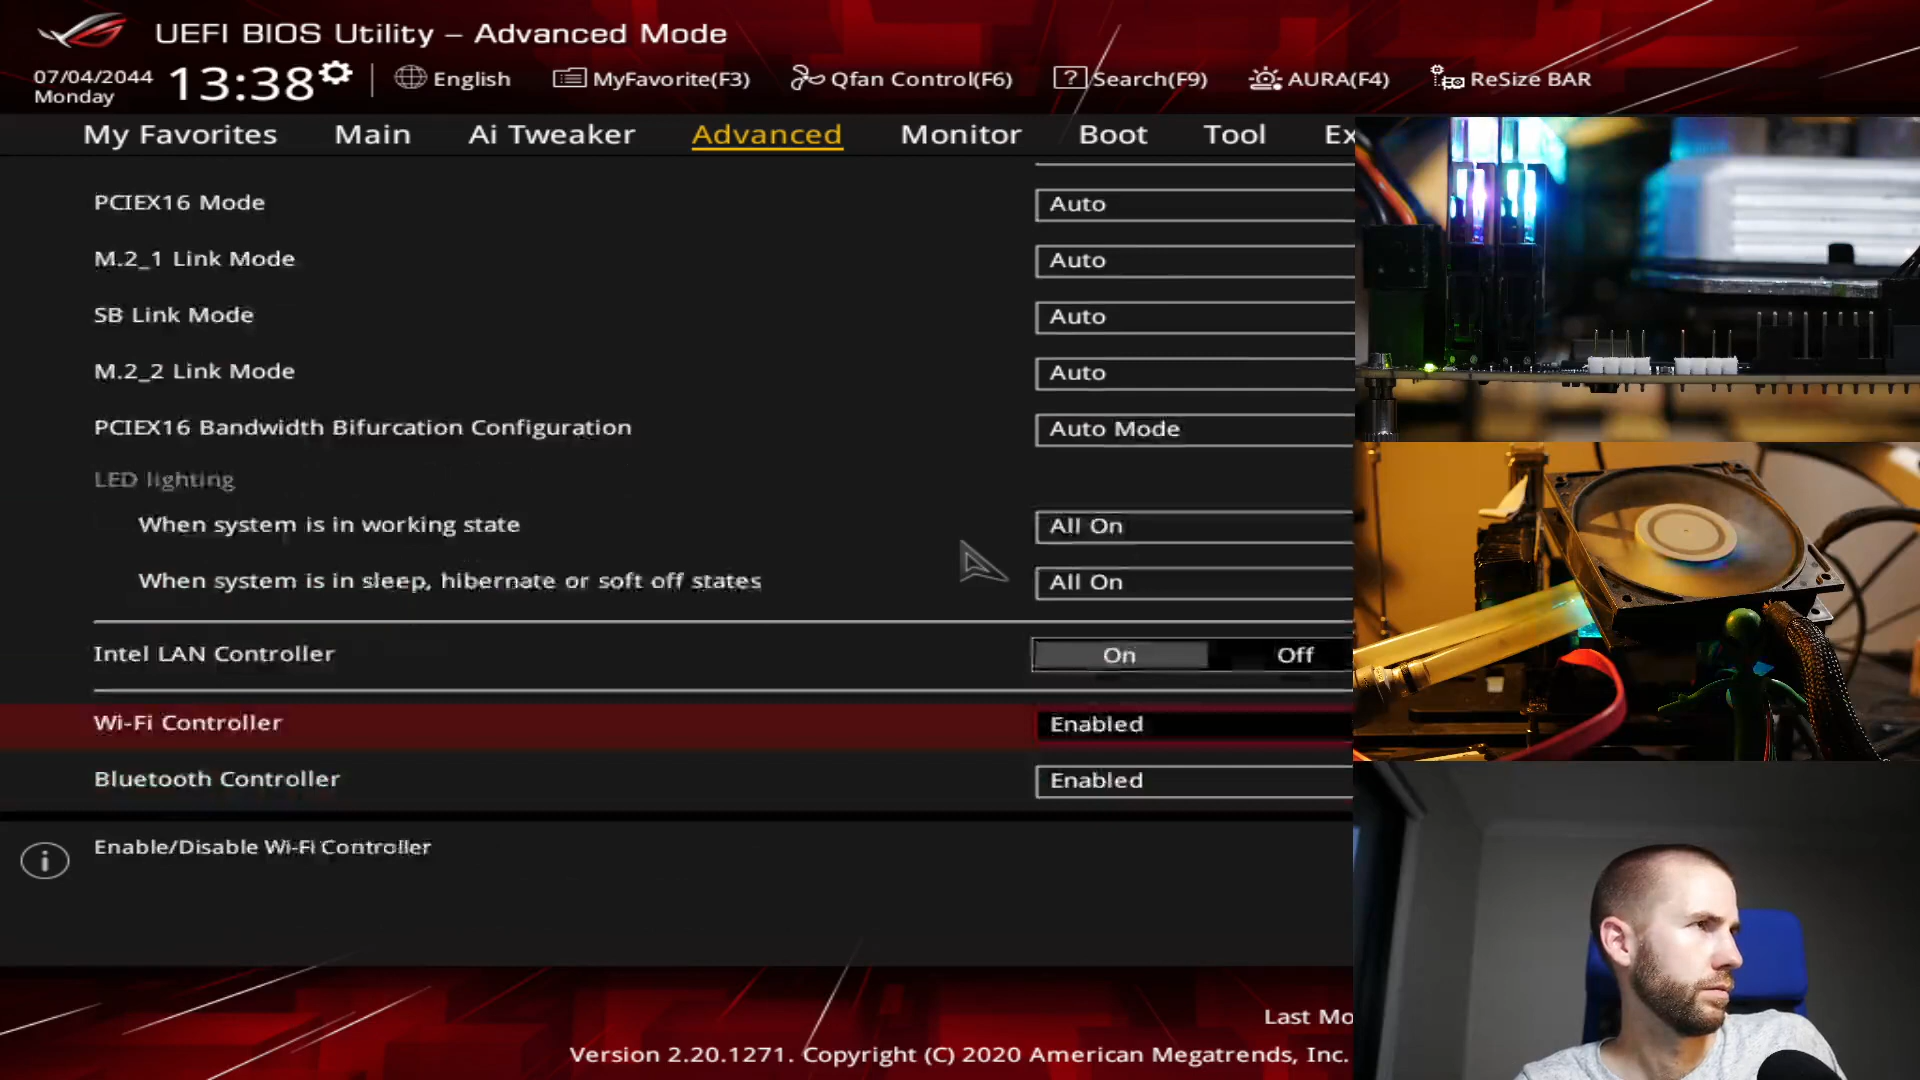 UEFI BIOS Utility – Advanced Mode
07/04/2044
Monday
13:38
English
MyFavorite(F3)
Qfan Control(F6)
Search(F9)
AURA(F4)
ReSize BAR
My Favorites
Main
Ai Tweaker
Advanced
Monitor
Boot
Tool
Ex
PCIEX16 Mode
Auto
M.2_1 Link Mode
Auto
SB Link Mode
Auto
M.2_2 Link Mode
Auto
PCIEX16 Bandwidth Bifurcation Configuration
Auto Mode
LED lighting
When system is in working state
All On
When system is in sleep, hibernate or soft off states
All On
Intel LAN Controller
On
Off
Wi-Fi Controller
Enabled
Bluetooth Controller
Enabled
Enable/Disable Wi-Fi Controller
Last Mo
Version 2.20.1271. Copyright (C) 2020 American Megatrends, Inc.